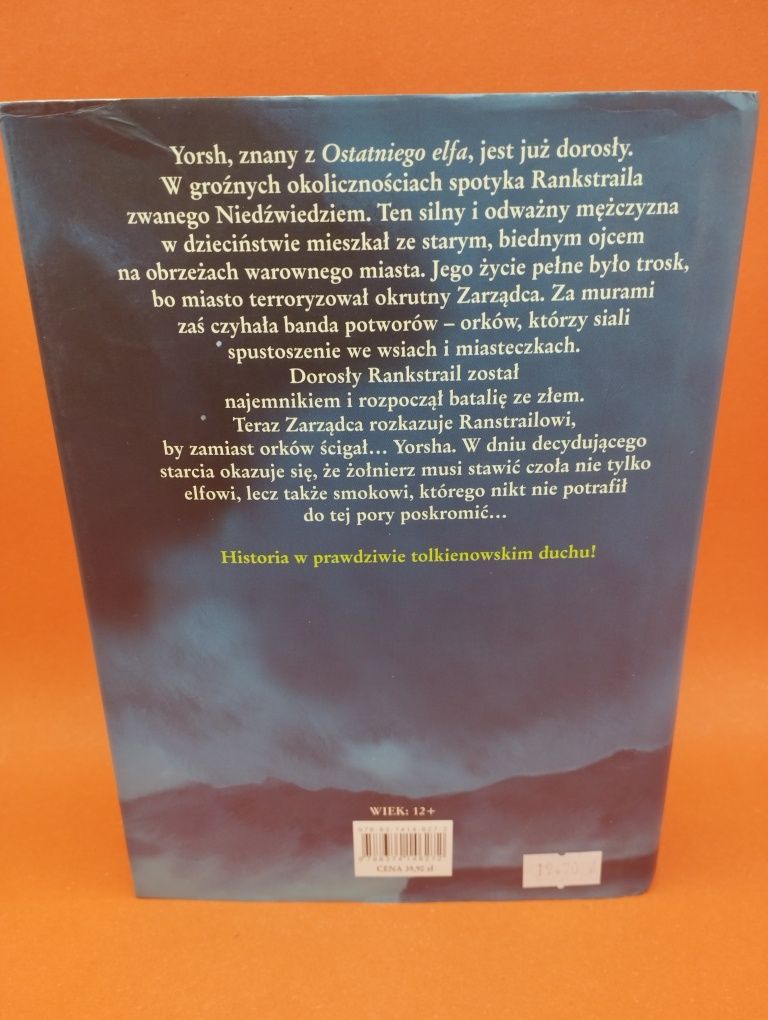 Yorsh, znany z Ostatniego elfa, jest już dorosły.
W groźnych okolicznościach spotyka Rankstraila
zwanego Niedźwiedziem. Ten silny i odważny mężczyzna
w dzieciństwie mieszkał ze starym, biednym ojcem
na obrzeżach warownego miasta. Jego życie pełne było trosk,
bo miasto terroryzował okrutny Zarządca. Za murami
zaś czyhała banda potworów – orków, którzy siali
spustoszenie we wsiach i miasteczkach.
Dorosły Rankstrail został
najemnikiem i rozpoczął batalię ze złem.
Teraz Zarządca rozkazuje Ranstrailowi,
by zamiast orków ścigał... Yorsha. W dniu decydującego
starcia okazuje się, że żołnierz musi stawić czoła nie tylko
elfowi, lecz także smokowi, którego nikt nie potrafił
do tej pory poskromić...
Historia w prawdziwie tolkienowskim duchu!
WIEK: 12+
CENA 39,90 zł